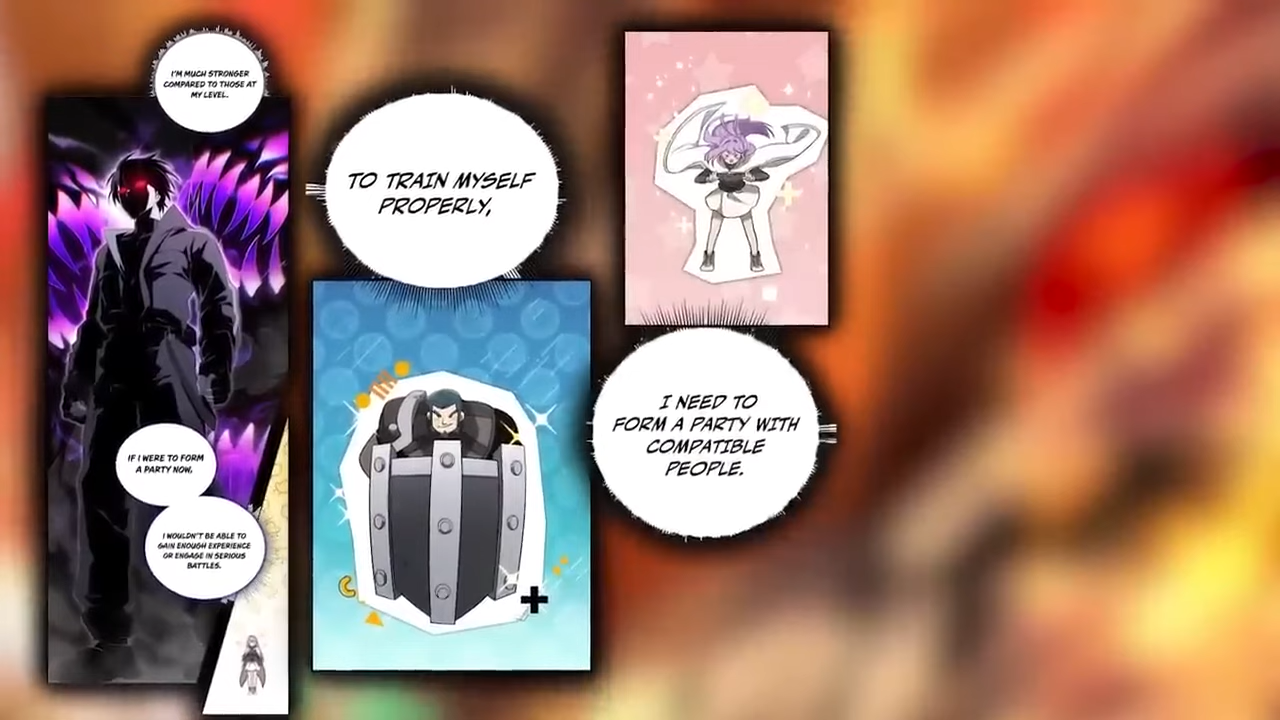 I'M MUCH STRONGER
COMPARED TO THOSE AT
MY LEVEL.
IF I WERE TO FORM
A PARTY NOW,
I WOULDN'T BE ABLE TO
GAIN ENOUGH EXPERIENCE
OR ENGAGE IN SERIOUS
BATTLES.
TO TRAIN MYSELF
PROPERLY,
I NEED TO
FORM A PARTY WITH
COMPATIBLE
PEOPLE.